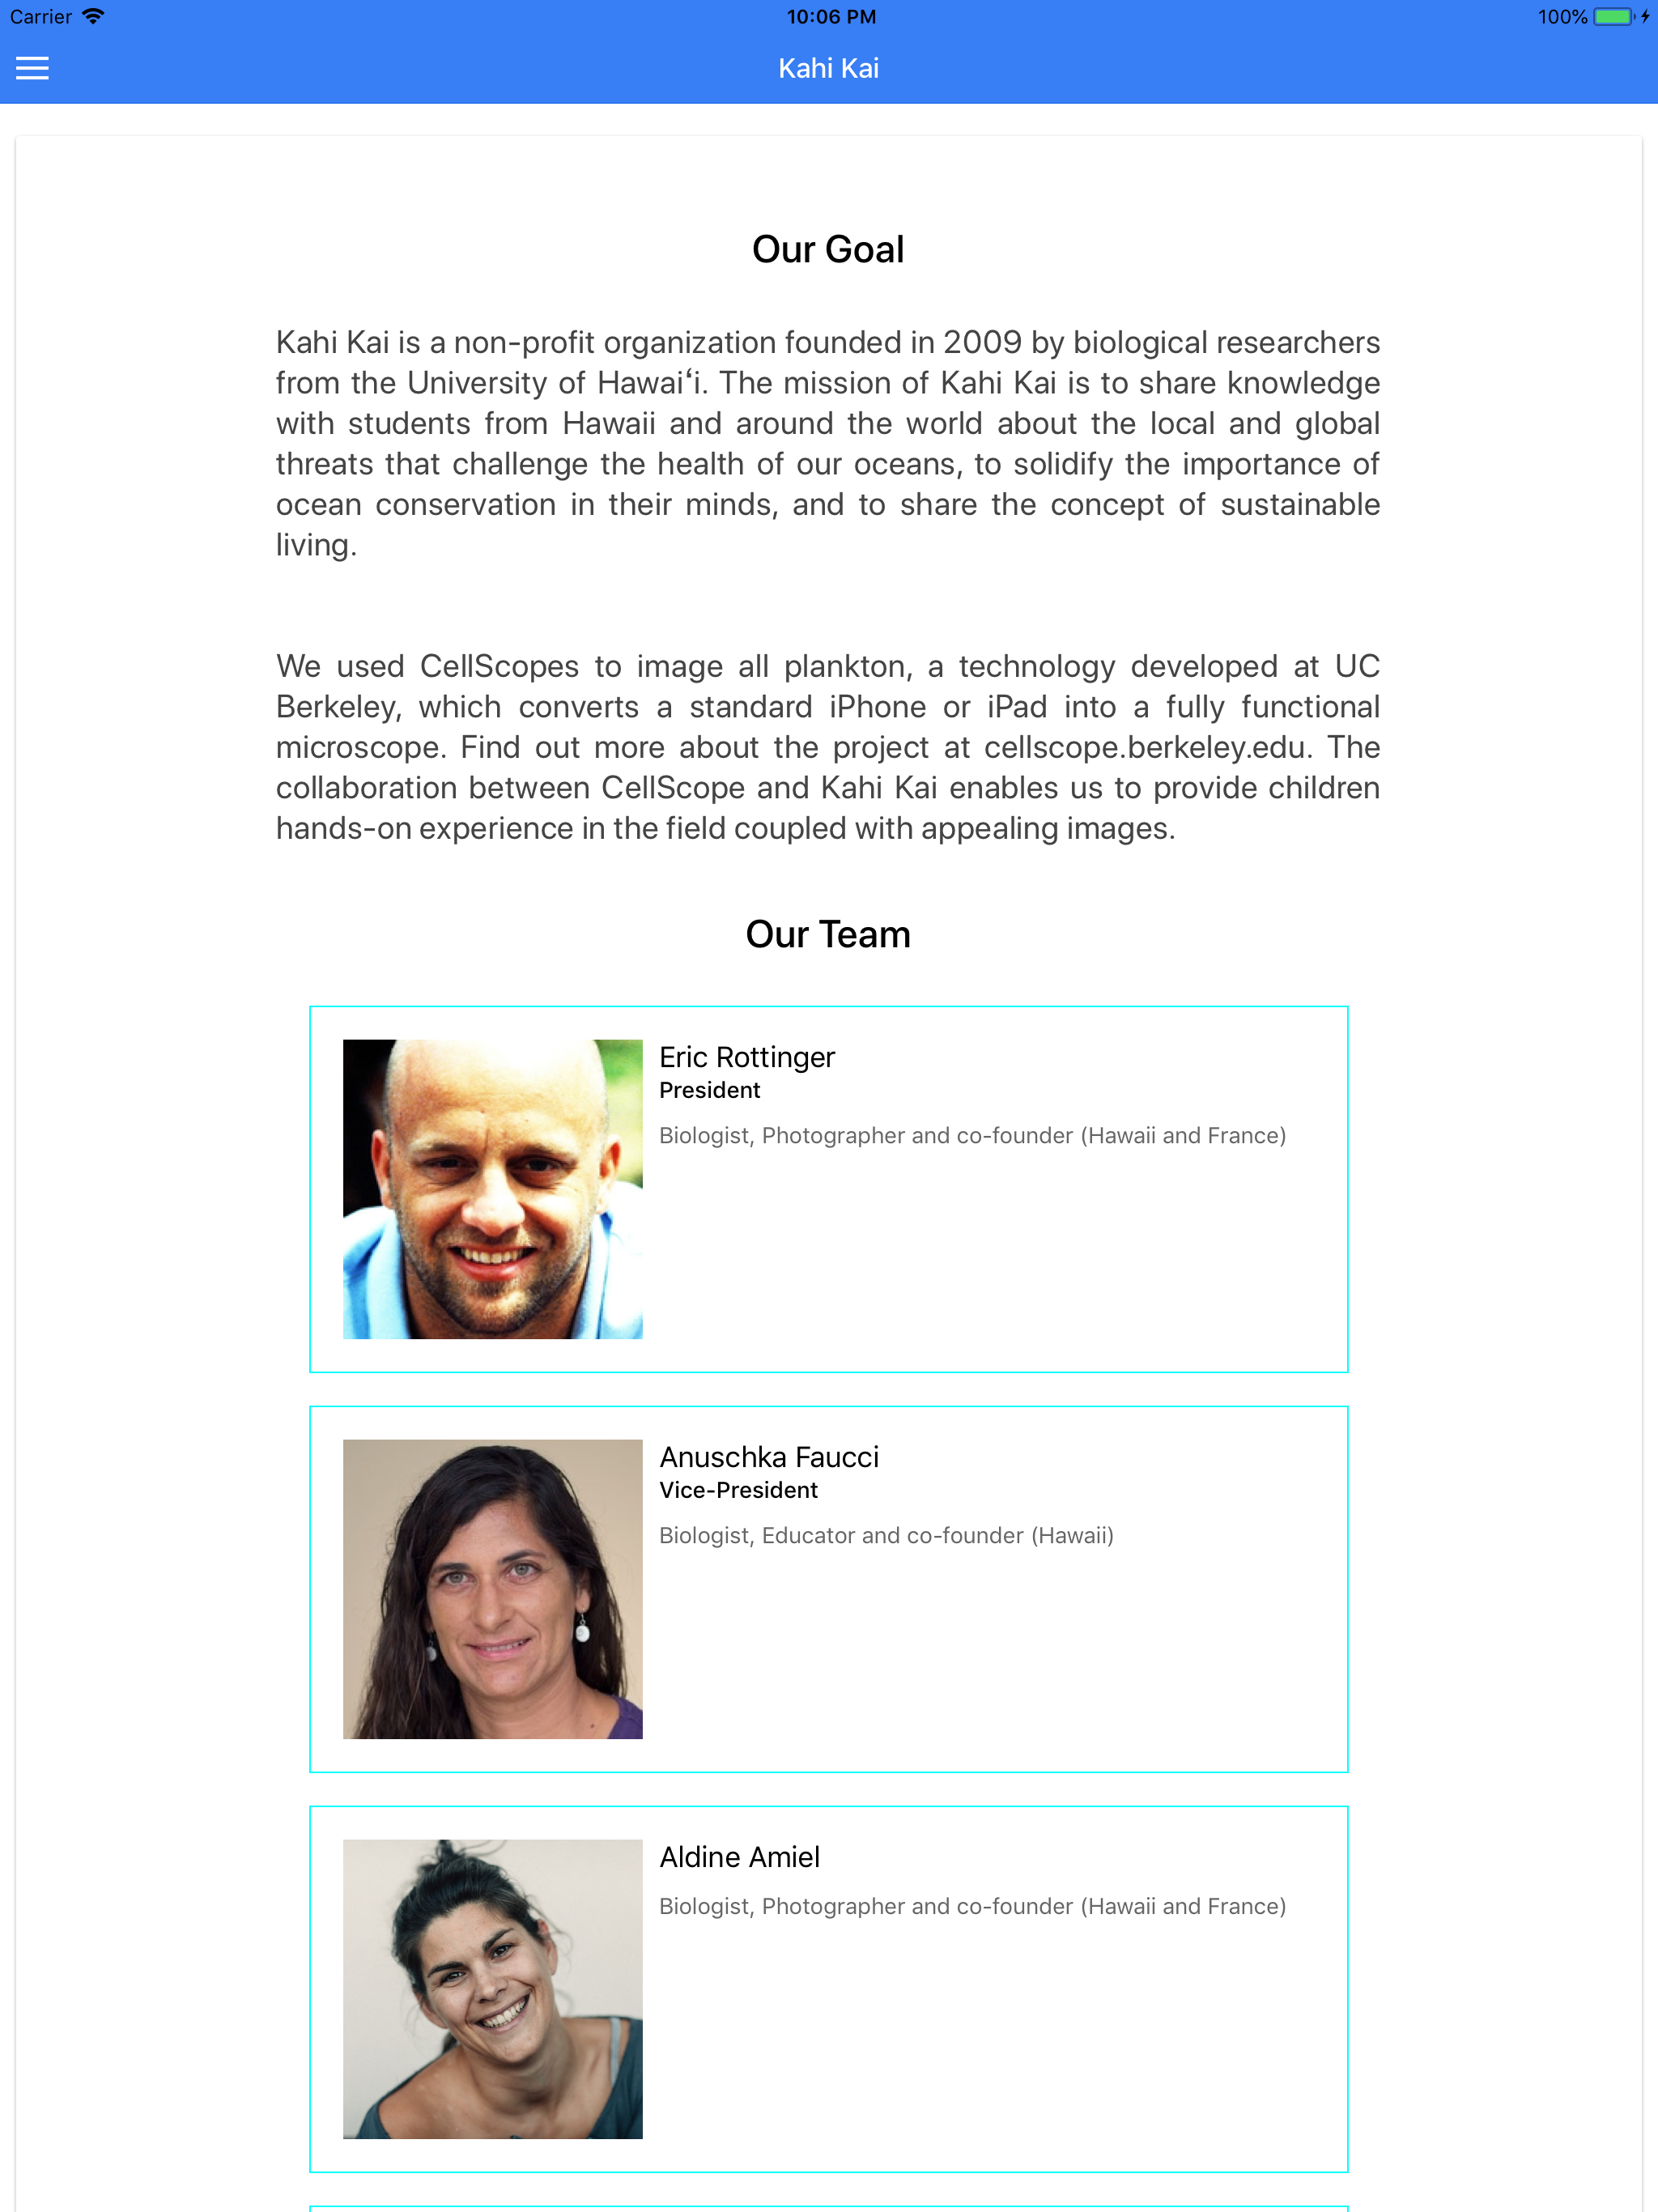 Carrier 10:06 PM 100%
Kahi Kai
Our Goal
Kahi Kai is a non-profit organization founded in 2009 by biological researchers
from the University of Hawaiʻi. The mission of Kahi Kai is to share knowledge
with students from Hawaii and around the world about the local and global
threats that challenge the health of our oceans, to solidify the importance of
ocean conservation in their minds, and to share the concept of sustainable
living.
We used CellScopes to image all plankton, a technology developed at UC
Berkeley, which converts a standard iPhone or iPad into a fully functional
microscope. Find out more about the project at cellscope.berkeley.edu. The
collaboration between CellScope and Kahi Kai enables us to provide children
hands-on experience in the field coupled with appealing images.
Our Team
Eric Rottinger
President
Biologist, Photographer and co-founder (Hawaii and France)
Anuschka Faucci
Vice-President
Biologist, Educator and co-founder (Hawaii)
Aldine Amiel
Biologist, Photographer and co-founder (Hawaii and France)